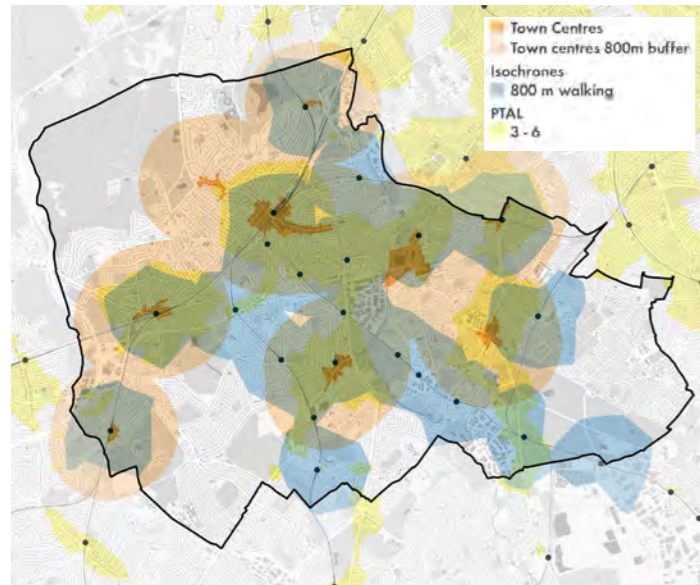 Town Centres
Town centres 800m buffer
Isochrones
800 m walking
PTAL
3 - 6